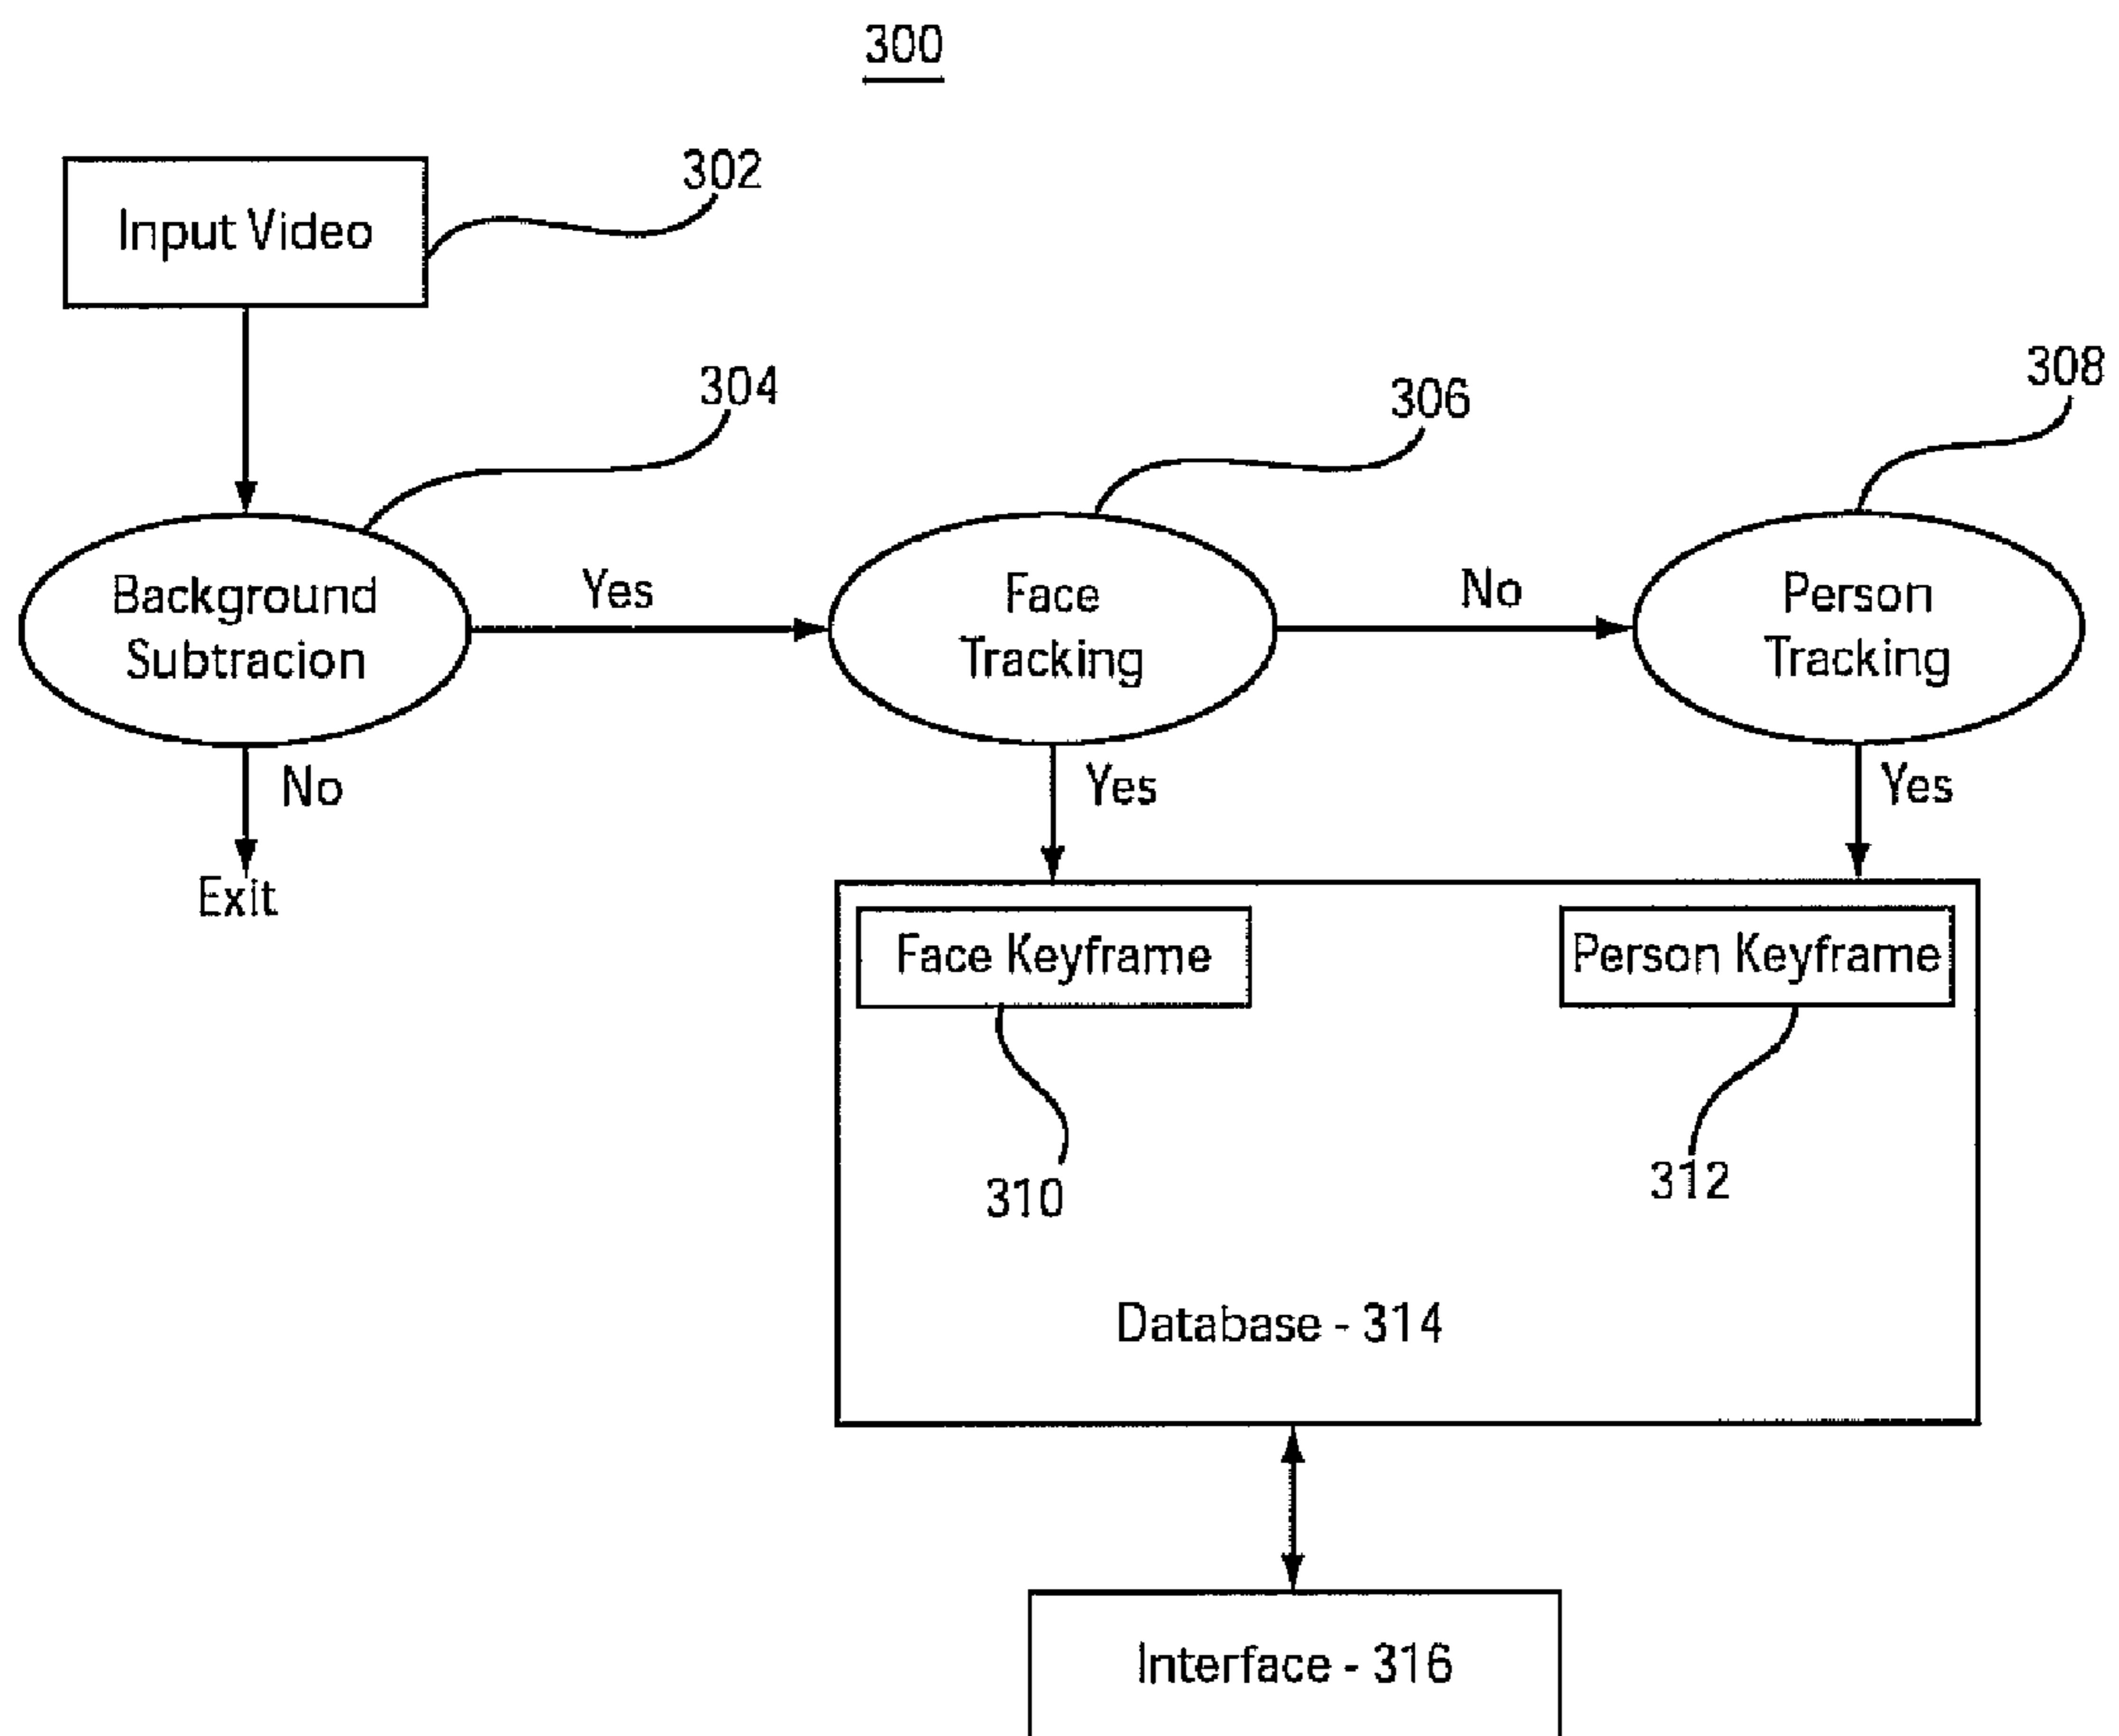 300
302
Input Video
304
306
308
Background
Subtracion
Yes
Face
Tracking
No
Person
Tracking
No
Yes
Yes
Exit
Face Keyframe
Person Keyframe
310
312
Database - 314
Interface - 316